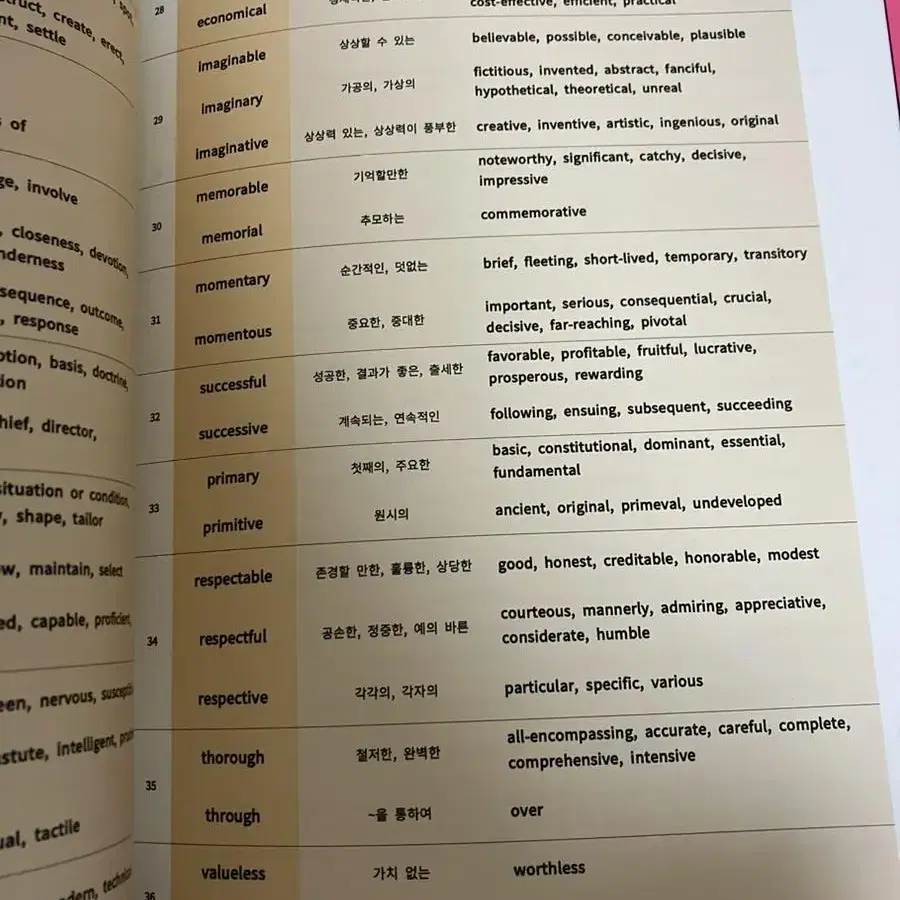 create, erect,
settle
of
involve
closeness, devotion,
sequence, outcome,
response
basis, doctrine,
director,
situation or condition,
shape, tailor
maintain, select
capable, proficient,
nervous,
intelligent,
tactile
28 economical cost-effective, efficient, practical
imaginable 상상할 수 있는 believable, possible, conceivable, plausible
29 imaginary 가공의, 가상의 fictitious, invented, abstract, fanciful,
hypothetical, theoretical, unreal
imaginative 상상력 있는, 상상력이 풍부한 creative, inventive, artistic, ingenious, original
memorable 기억할만한 noteworthy, significant, catchy, decisive,
impressive
30 memorial 추모하는 commemorative
momentary 순간적인, 덧없는 brief, fleeting, short-lived, temporary, transitory
31 momentous 중요한, 중대한 important, serious, consequential, crucial,
decisive, far-reaching, pivotal
successful 성공한, 결과가 좋은, 출세한 favorable, profitable, fruitful, lucrative,
prosperous, rewarding
32 successive 계속되는, 연속적인 following, ensuing, subsequent, succeeding
primary 첫째의, 주요한 basic, constitutional, dominant, essential,
fundamental
33 primitive 원시의 ancient, original, primeval, undeveloped
respectable 존경할 만한, 훌륭한, 상당한 good, honest, creditable, honorable, modest
34 respectful 공손한, 정중한, 예의 바른 courteous, mannerly, admiring, appreciative,
considerate, humble
respective 각각의, 각자의 particular, specific, various
thorough 철저한, 완벽한 all-encompassing, accurate, careful, complete,
comprehensive, intensive
35 through ~을 통하여 over
valueless 가치 없는 worthless
36